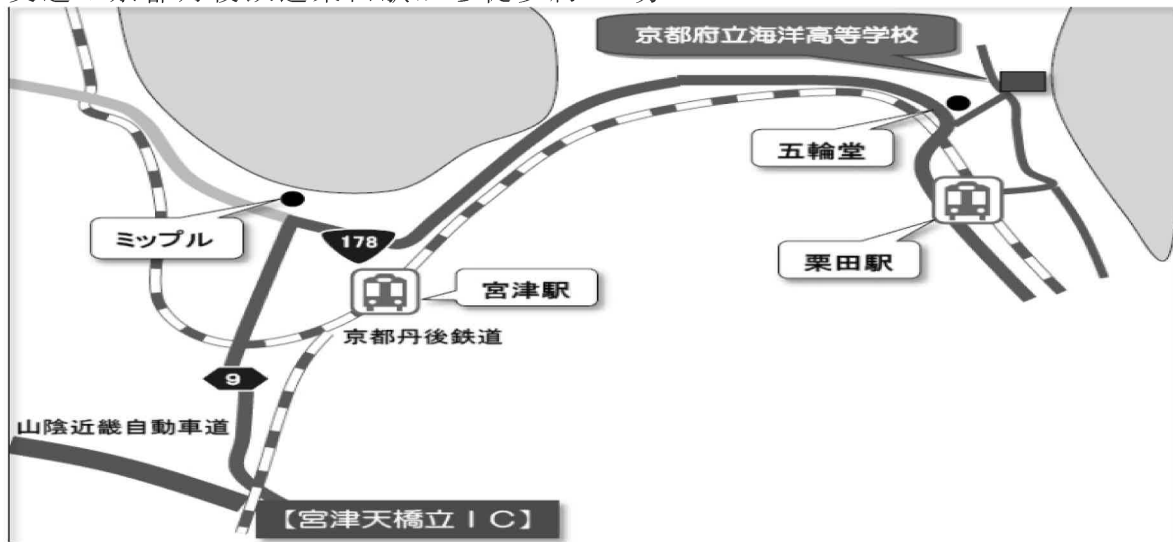 京都府立海洋高等学校
五輪堂
ミップル
178
栗田駅
宮津駅
京都丹後鉄道
9
山陰近畿自動車道
【宮津天橋立IC】